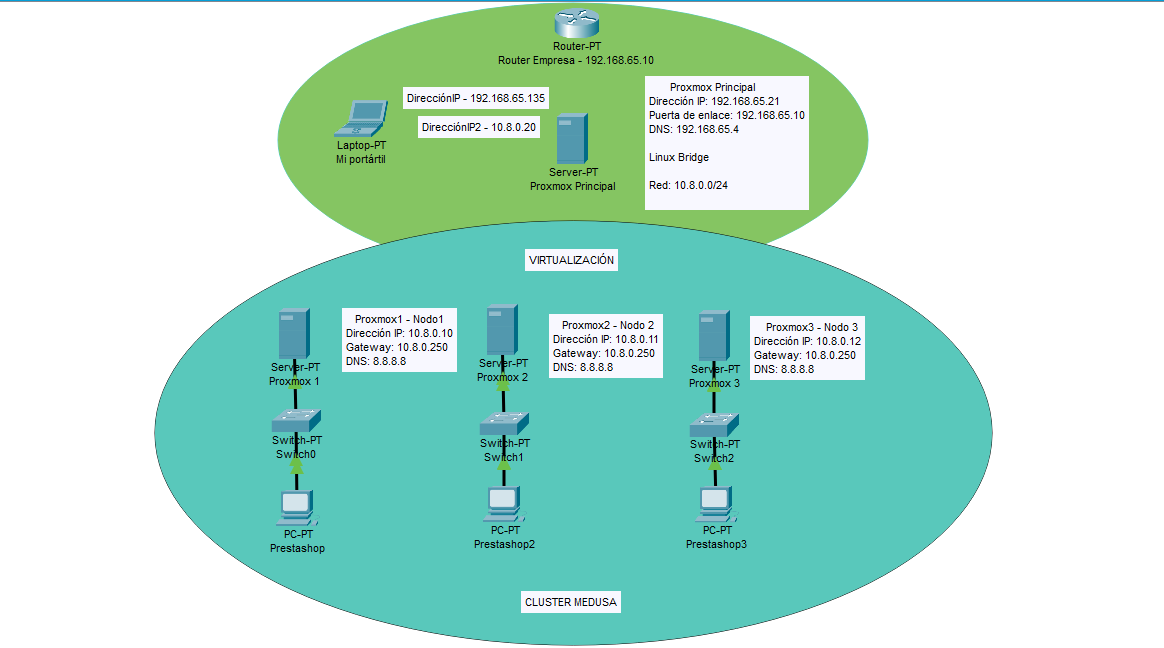 Router-PT
Router Empresa - 192.168.65.10
DirecciónIP - 192.168.65.135
DirecciónIP2 - 10.8.0.20
Laptop-PT
Mi portártil
Server-PT
Proxmox Principal
Proxmox Principal
Dirección IP: 192.168.65.21
Puerta de enlace: 192.168.65.10
DNS: 192.168.65.4
Linux Bridge
Red: 10.8.0.0/24
VIRTUALIZACIÓN
Server-PT
Proxmox 1
Proxmox1 - Nodo1
Dirección IP: 10.8.0.10
Gateway: 10.8.0.250
DNS: 8.8.8.8
Server-PT
Proxmox 2
Proxmox2 - Nodo 2
Dirección IP: 10.8.0.11
Gateway: 10.8.0.250
DNS: 8.8.8.8
Server-PT
Proxmox 3
Proxmox3 - Nodo 3
Dirección IP: 10.8.0.12
Gateway: 10.8.0.250
DNS: 8.8.8.8
Switch-PT
Switch0
Switch-PT
Switch1
Switch-PT
Switch2
PC-PT
Prestashop
PC-PT
Prestashop2
PC-PT
Prestashop3
CLUSTER MEDUSA